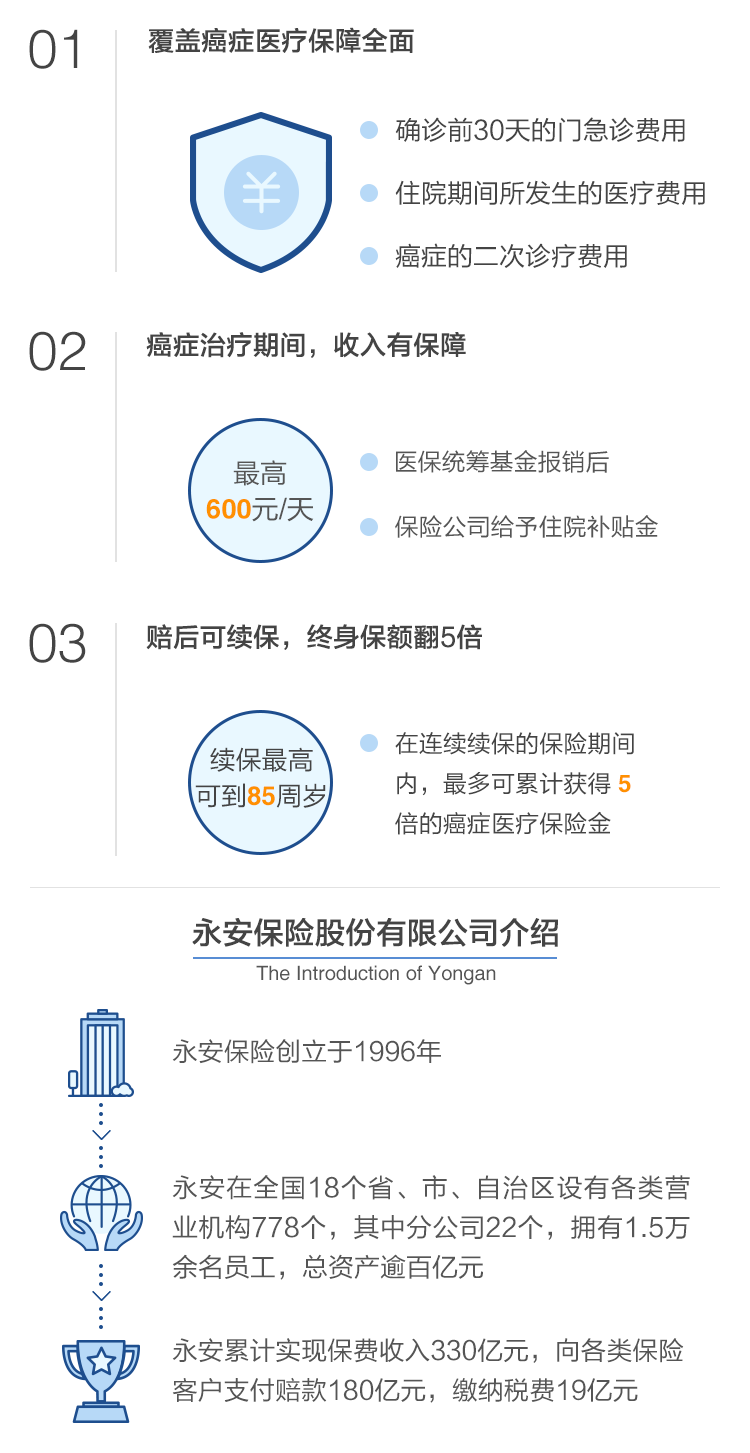 01
覆盖癌症医疗保障全面
¥
确诊前30天的门急诊费用
住院期间所发生的医疗费用
癌症的二次诊疗费用
02
癌症治疗期间，收入有保障
最高
600元/天
医保统筹基金报销后
保险公司给予住院补贴金
03
赔后可续保，终身保额翻5倍
续保最高
可到85周岁
在连续续保的保险期间
内，最多可累计获得 5
倍的癌症医疗保险金
永安保险股份有限公司介绍
The Introduction of Yongan
永安保险创立于1996年
永安在全国18个省、市、自治区设有各类营
业机构778个，其中分公司22个，拥有1.5万
余名员工，总资产逾百亿元
永安累计实现保费收入330亿元，向各类保险
客户支付赔款180亿元，缴纳税费19亿元